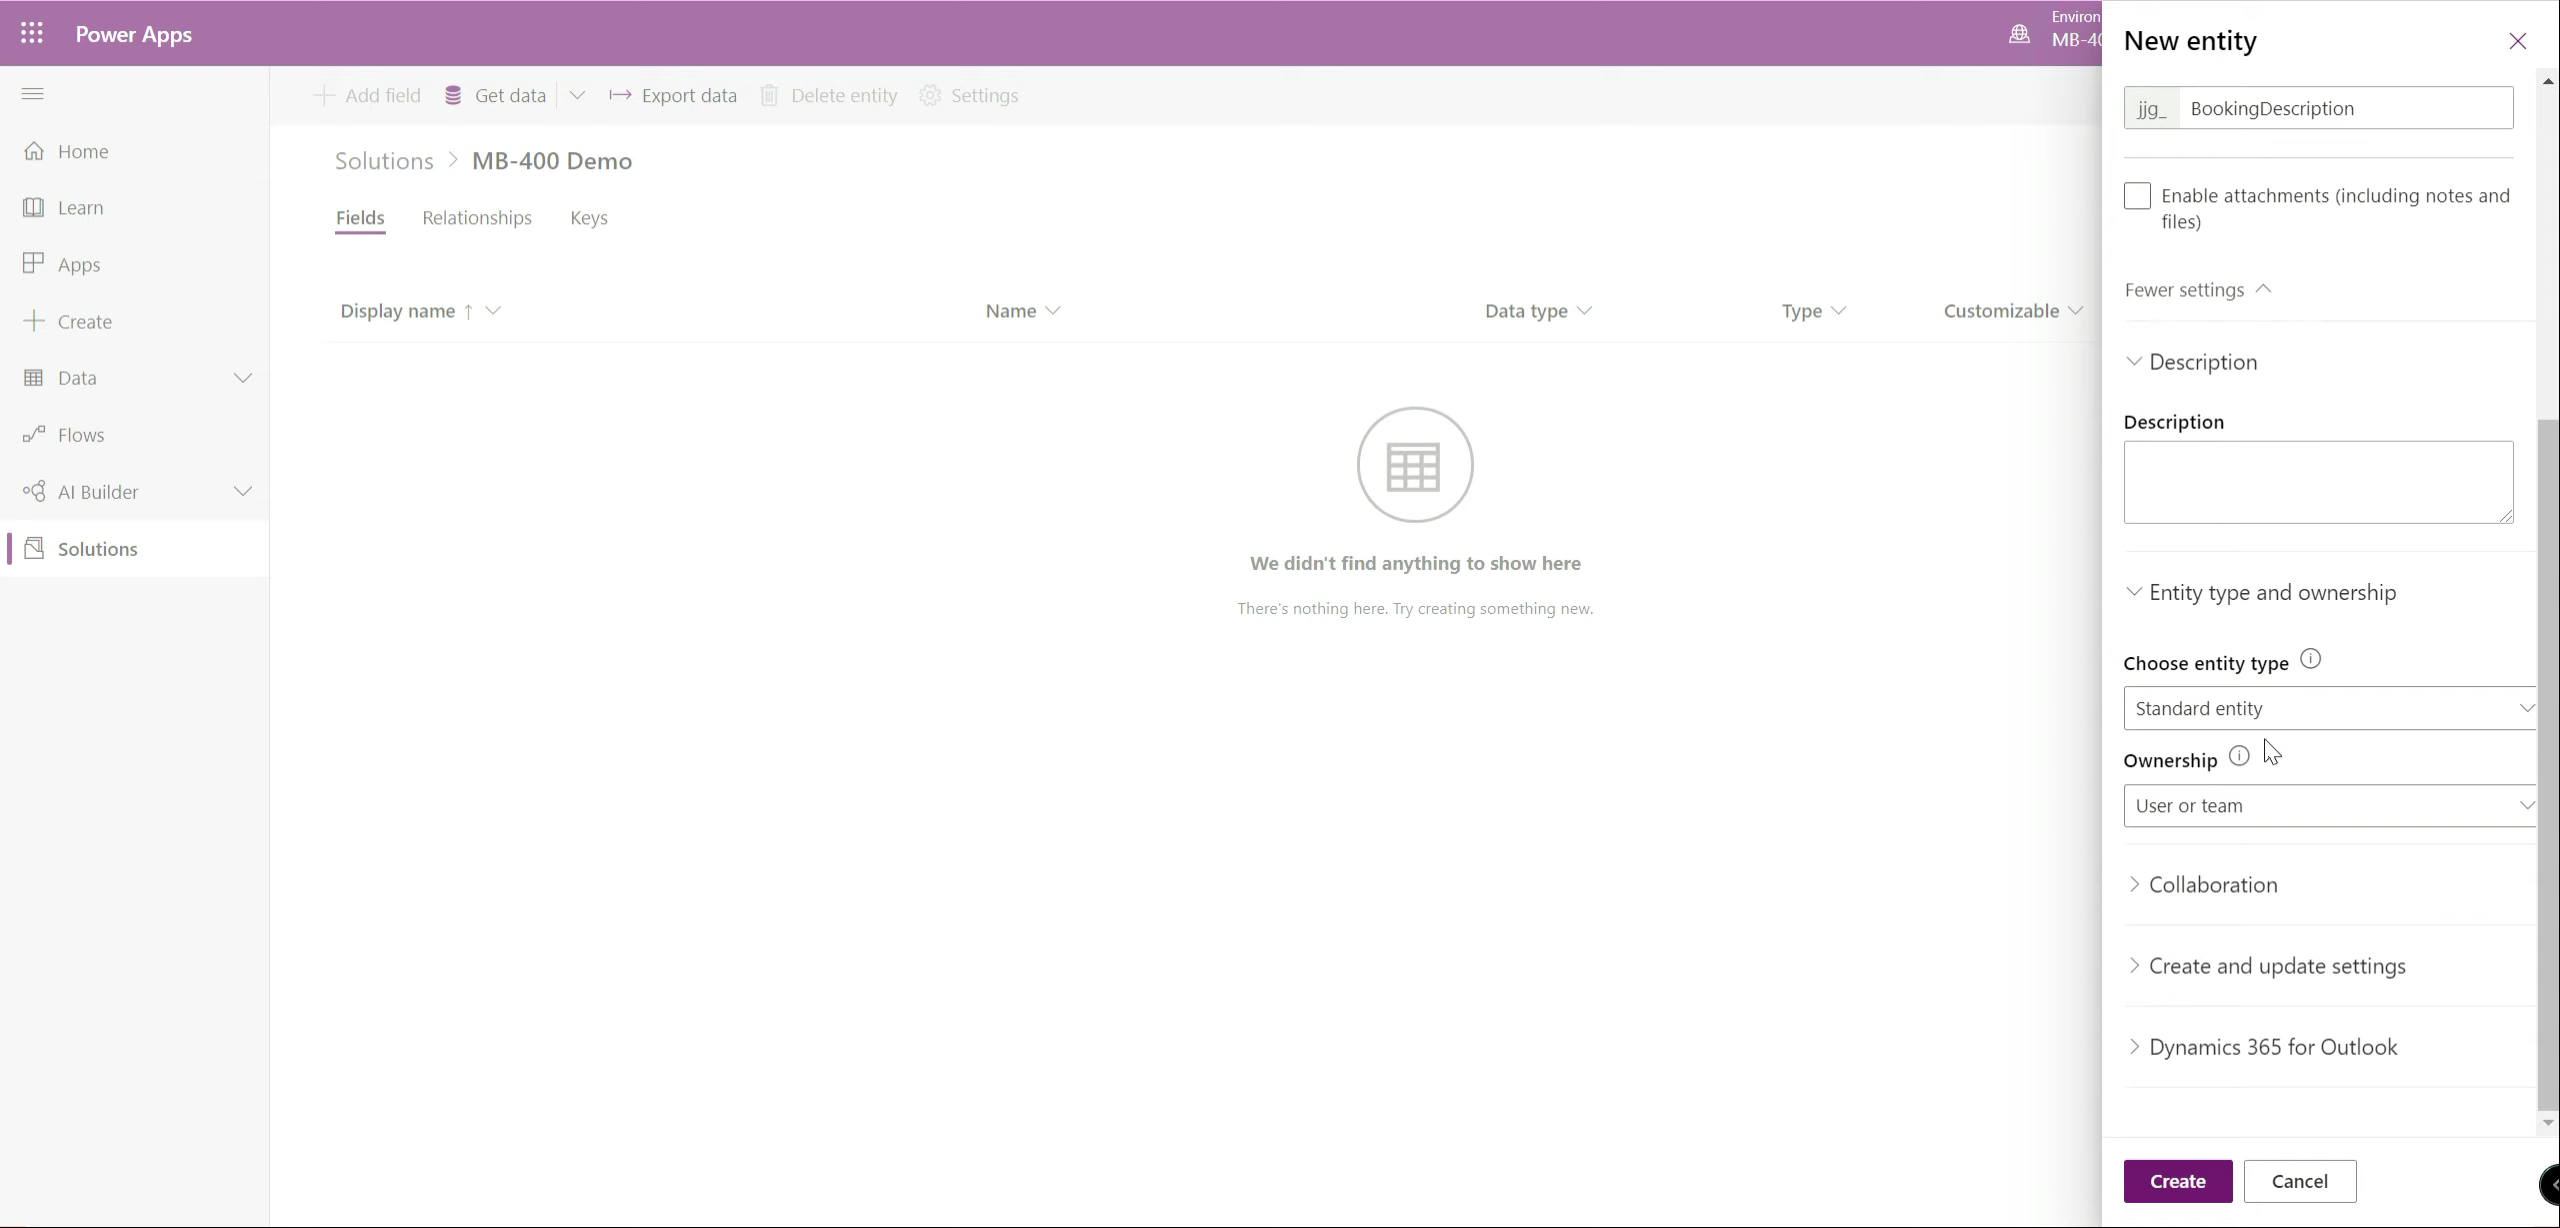 Power Apps
Environ
MB-40
Home
Learn
Apps
Create
Data
Flows
AI Builder
Solutions
Add field
Get data
Export data
Delete entity
Settings
Solutions > MB-400 Demo
Fields
Relationships
Keys
Display name ↑
Name
Data type
Type
Customizable
We didn't find anything to show here
There's nothing here. Try creating something new.
New entity
jjg_ BookingDescription
Enable attachments (including notes and
files)
Fewer settings
Description
Description
Entity type and ownership
Choose entity type
Standard entity
Ownership
User or team
Collaboration
Create and update settings
Dynamics 365 for Outlook
Create
Cancel